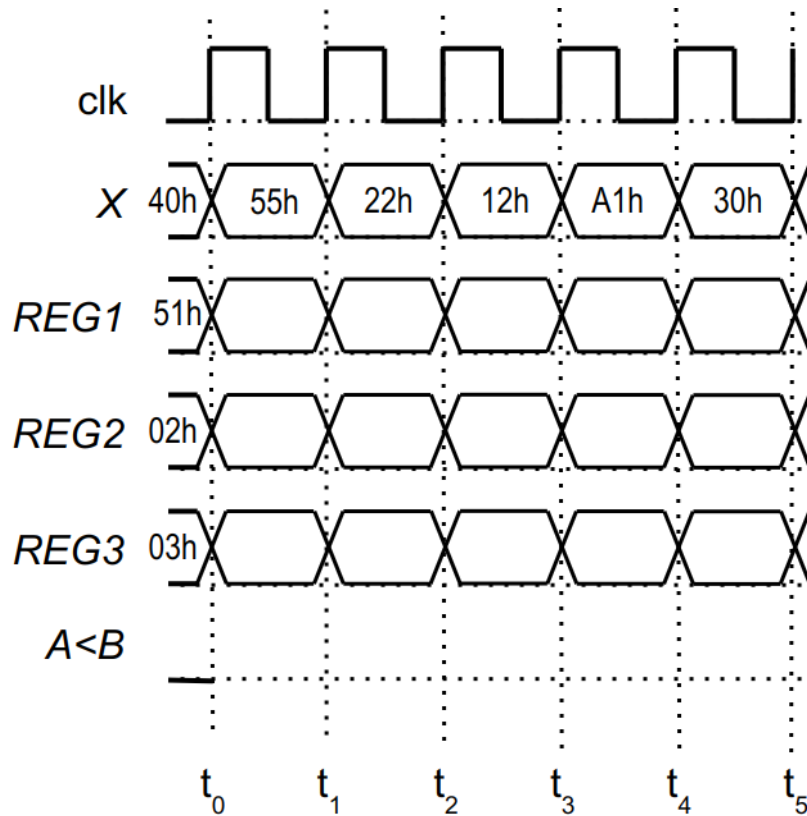 clk
X 40h 55h 22h 12h A1h 30h
REG1 51h
REG2 02h
REG3 03h
A<B
t0 t1 t2 t3 t4 t5